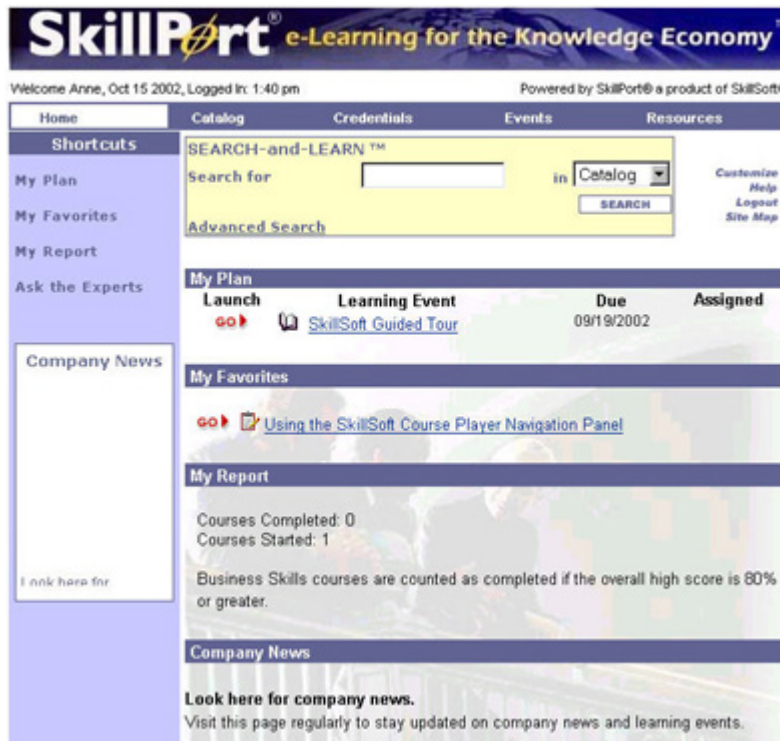 SkillPort® e-Learning for the Knowledge Economy
Welcome Anne, Oct 15 2002, Logged In: 1:40 pm
Powered by SkillPort® a product of SkillSoft®
Home Catalog Credentials Events Resources
Shortcuts
My Plan
My Favorites
My Report
Ask the Experts
Company News
Look here for
SEARCH-and-LEARN ™
Search for in Catalog
SEARCH
Advanced Search
Customize
Help
Logout
Site Map
My Plan
Launch Learning Event Due Assigned
GO SkillSoft Guided Tour 09/19/2002
My Favorites
GO Using the SkillSoft Course Player Navigation Panel
My Report
Courses Completed: 0
Courses Started: 1
Business Skills courses are counted as completed if the overall high score is 80%
or greater.
Company News
Look here for company news.
Visit this page regularly to stay updated on company news and learning events.